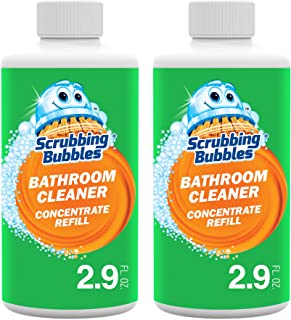 Scrubbing
Bubbles
BATHROOM
CLEANER
CONCENTRATE
REFILL
2.9 FL OZ
Scrubbing
Bubbles
BATHROOM
CLEANER
CONCENTRATE
REFILL
2.9 FL OZ